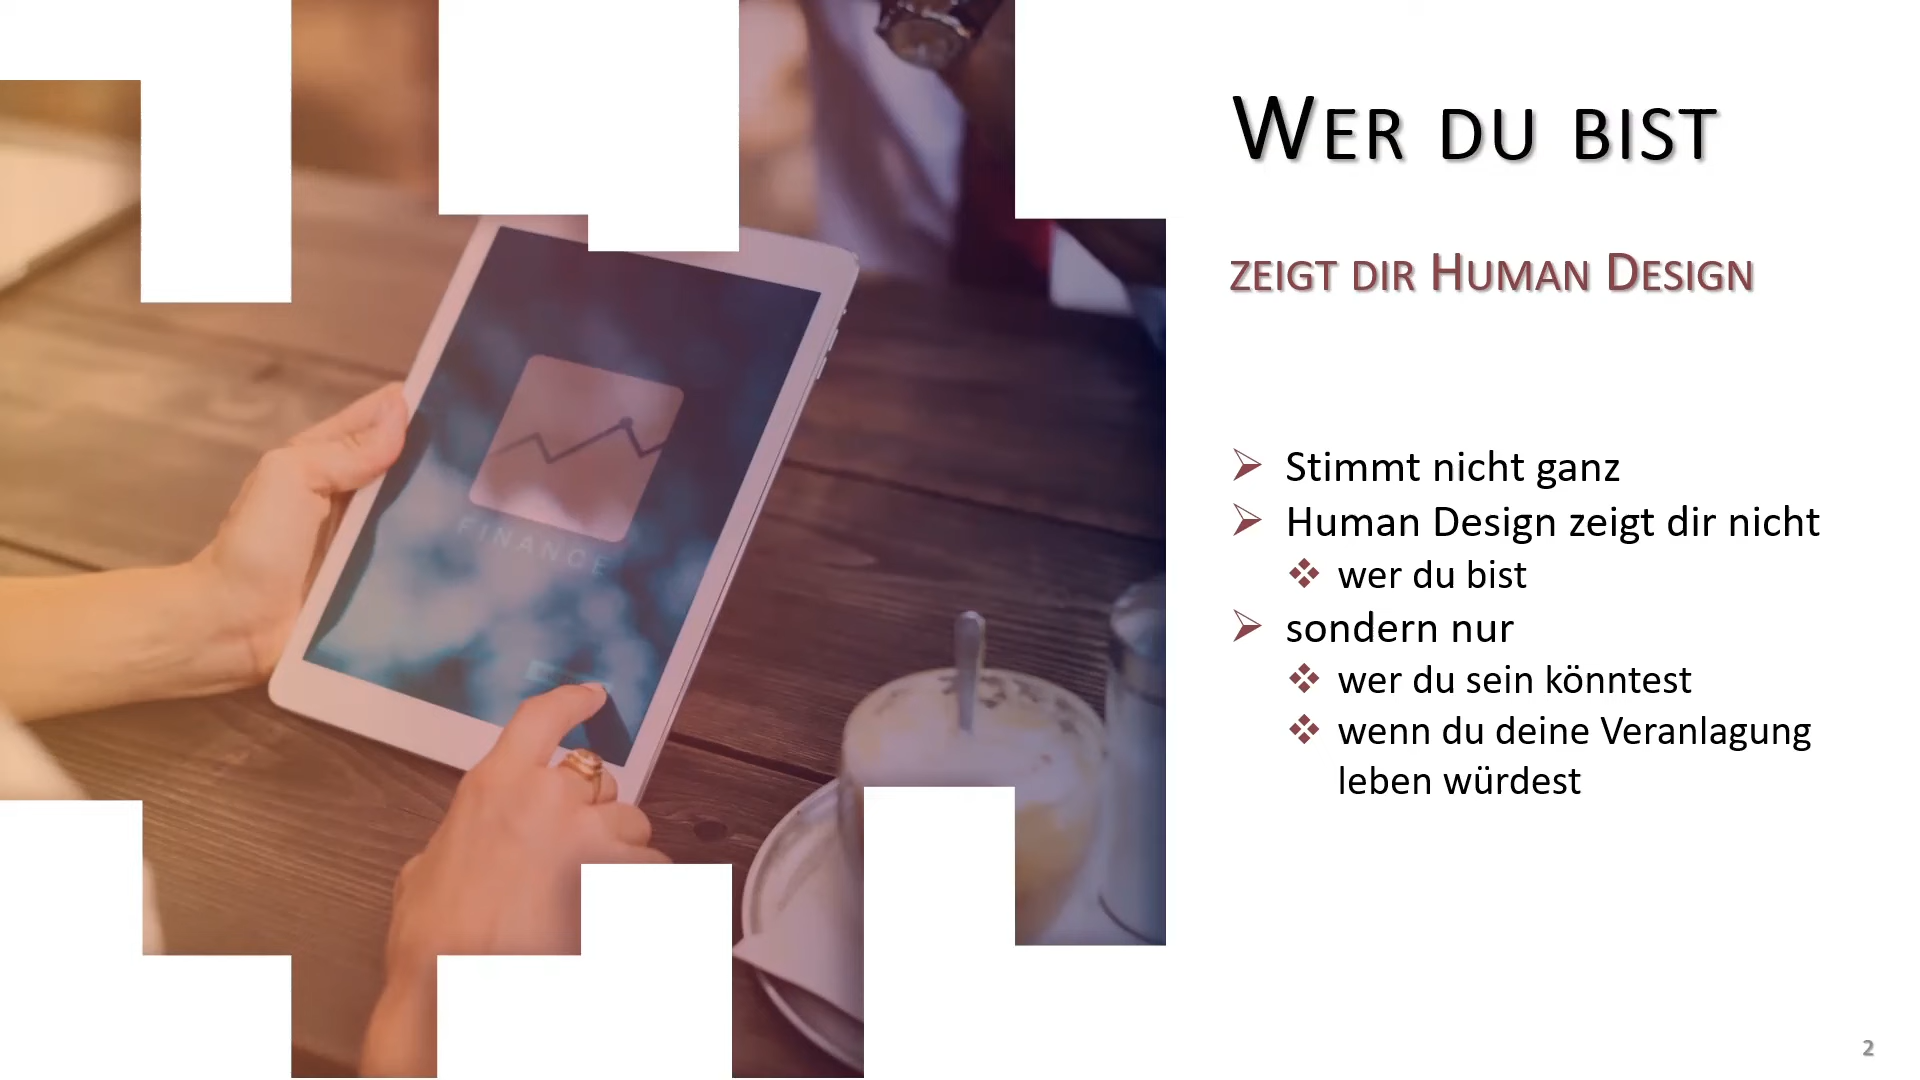 Wer du bist
zeigt dir Human Design
Stimmt nicht ganz
Human Design zeigt dir nicht
wer du bist
sondern nur
wer du sein könntest
wenn du deine Veranlagung
leben würdest
FINANCE
2